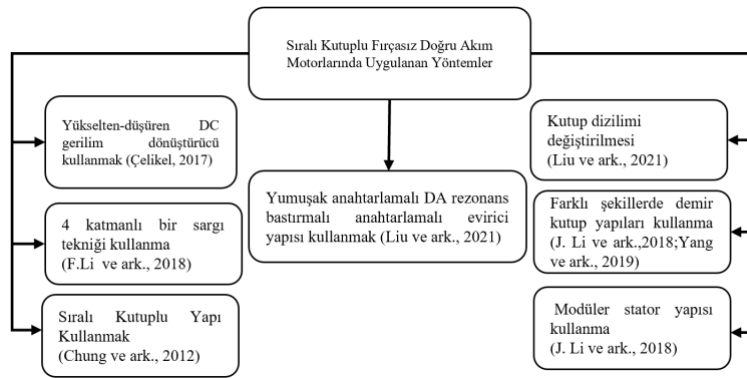 Sıralı Kutuplu Fırçasız Doğru Akım
Motorlarında Uygulanan Yöntemler
Yükselten-düşüren DC
gerilim dönüştürücü
kullanmak (Çelikel, 2017)
4 katmanlı bir sargı
tekniği kullanma
(F.Li ve ark., 2018)
Sıralı Kutuplu Yapı
Kullanmak
(Chung ve ark., 2012)
Yumuşak anahtarlamalı DA rezonans
bastırmalı anahtarlamalı evirici
yapısı kullanmak (Liu ve ark., 2021)
Kutup dizilimi
değiştirilmesi
(Liu ve ark., 2021)
Farklı şekillerde demir
kutup yapıları kullanma
(J. Li ve ark.,2018;Yang
ve ark., 2019)
Modüler stator yapısı
kullanma
(J. Li ve ark., 2018)